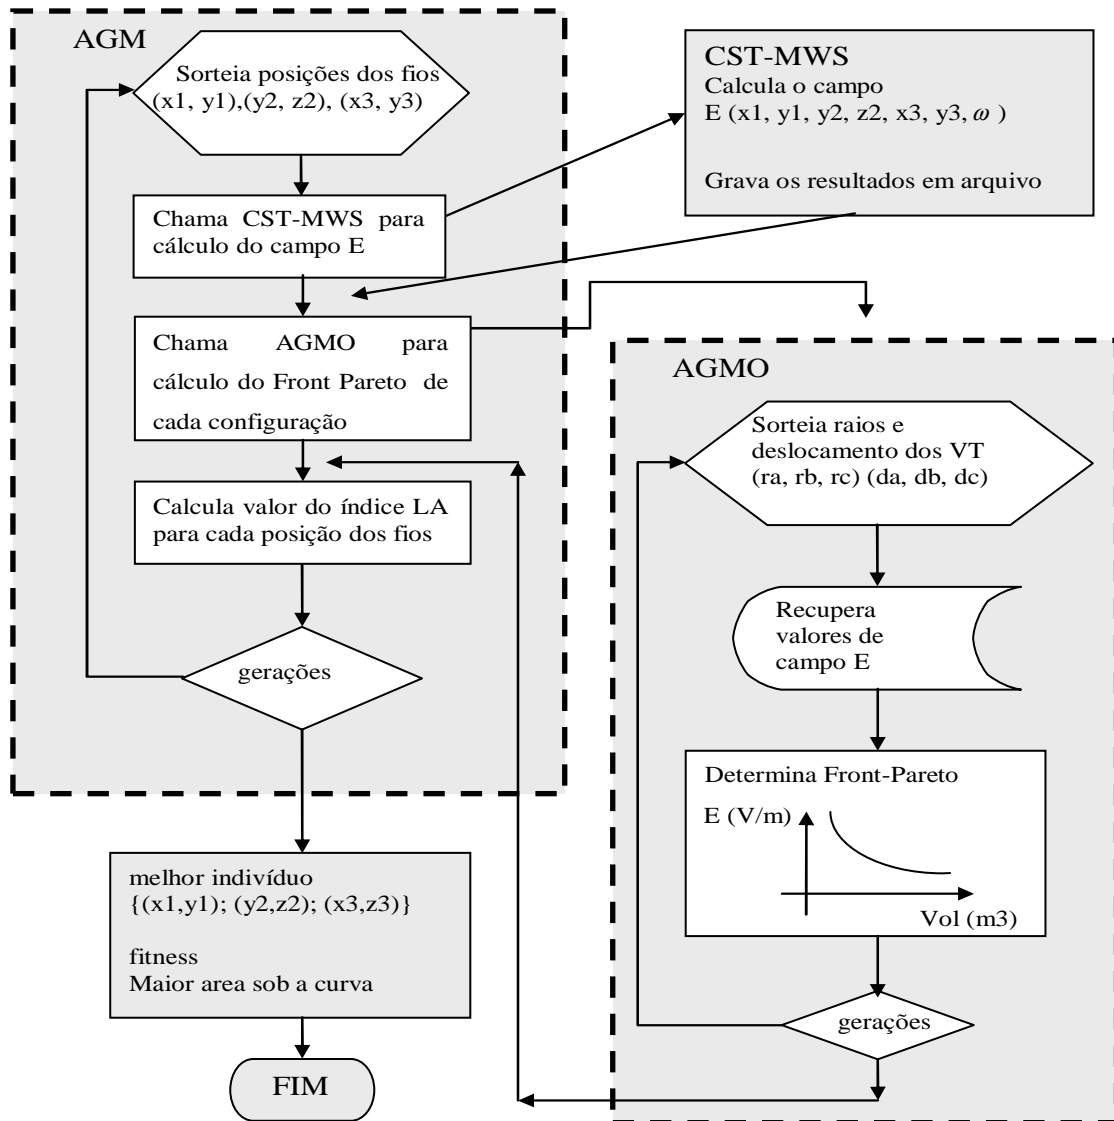 AGM
Sorteia posições dos fios
(x1, y1),(y2, z2), (x3, y3)
Chama CST-MWS para
cálculo do campo E
Chama AGMO para
cálculo do Front Pareto de
cada configuração
Calcula valor do índice LA
para cada posição dos fios
gerações
melhor indivíduo
{(x1,y1); (y2,z2); (x3,z3)}
fitness
Maior area sob a curva
FIM
CST-MWS
Calcula o campo
E (x1, y1, y2, z2, x3, y3, ω )
Grava os resultados em arquivo
AGMO
Sorteia raios e
deslocamento dos VT
(ra, rb, rc) (da, db, dc)
Recupera
valores de
campo E
Determina Front-Pareto
E (V/m)
Vol (m3)
gerações